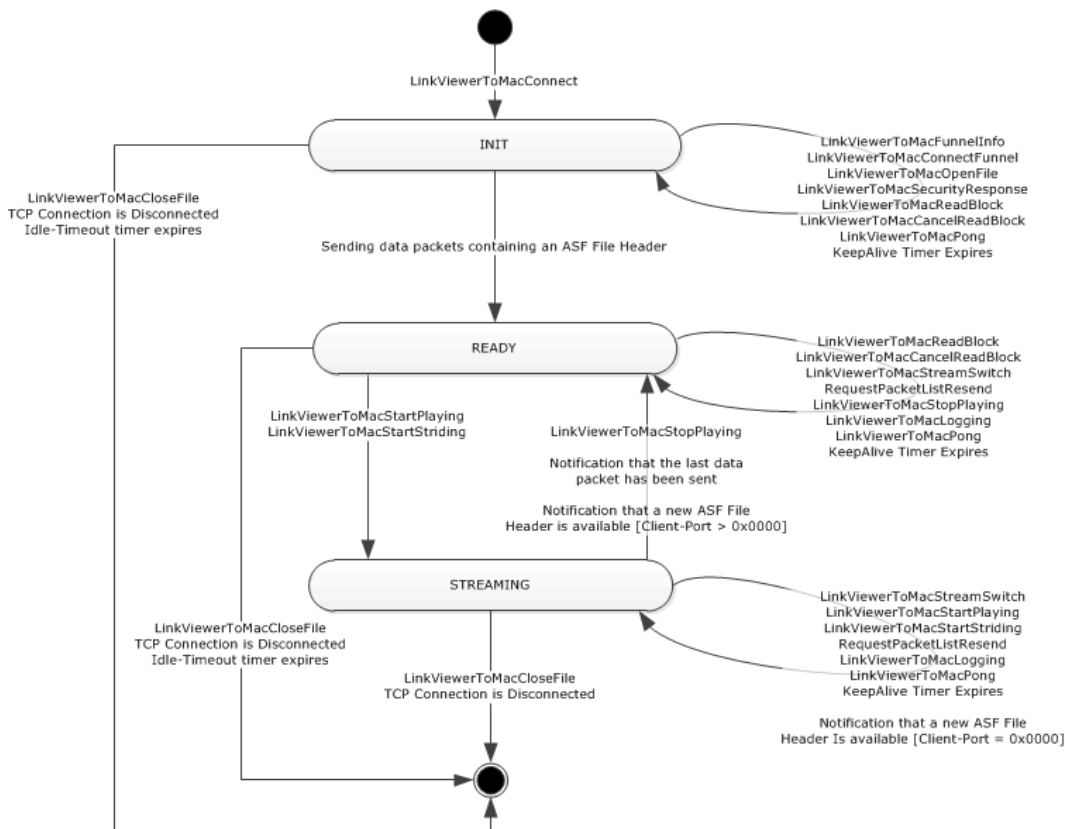 LinkViewerToMacConnect
INIT
LinkViewerToMacFunnelInfo
LinkViewerToMacConnectFunnel
LinkViewerToMacOpenFile
LinkViewerToMacSecurityResponse
LinkViewerToMacReadBlock
LinkViewerToMacCancelReadBlock
LinkViewerToMacPong
KeepAlive Timer Expires
LinkViewerToMacCloseFile
TCP Connection is Disconnected
Idle-Timeout timer expires
Sending data packets containing an ASF File Header
READY
LinkViewerToMacReadBlock
LinkViewerToMacCancelReadBlock
LinkViewerToMacStreamSwitch
RequestPacketListResend
LinkViewerToMacStopPlaying
LinkViewerToMacLogging
LinkViewerToMacPong
KeepAlive Timer Expires
LinkViewerToMacStartPlaying
LinkViewerToMacStartStriding
LinkViewerToMacStopPlaying
Notification that the last data
packet has been sent
Notification that a new ASF File
Header is available [Client-Port > 0x0000]
STREAMING
LinkViewerToMacStreamSwitch
LinkViewerToMacStartPlaying
LinkViewerToMacStartStriding
RequestPacketListResend
LinkViewerToMacLogging
LinkViewerToMacPong
KeepAlive Timer Expires
Notification that a new ASF File
Header Is available [Client-Port = 0x0000]
LinkViewerToMacCloseFile
TCP Connection is Disconnected
Idle-Timeout timer expires
LinkViewerToMacCloseFile
TCP Connection is Disconnected